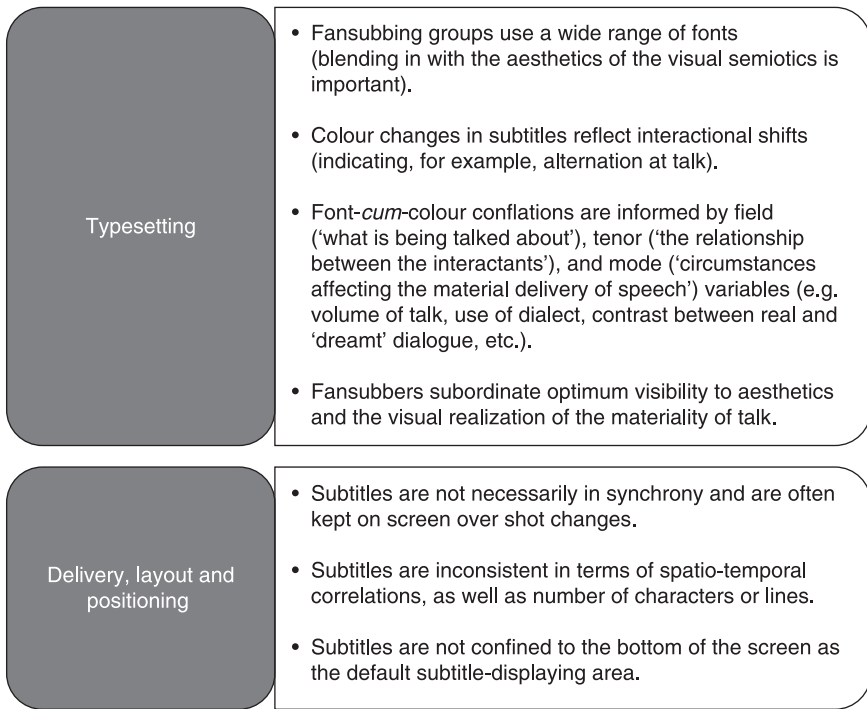 Typesetting
• Fansubbing groups use a wide range of fonts
(blending in with the aesthetics of the visual semiotics is
important).
• Colour changes in subtitles reflect interactional shifts
(indicating, for example, alternation at talk).
• Font-cum-colour conflations are informed by field
(‘what is being talked about’), tenor (‘the relationship
between the interactants’), and mode (‘circumstances
affecting the material delivery of speech’) variables (e.g.
volume of talk, use of dialect, contrast between real and
‘dreamt’ dialogue, etc.).
• Fansubbers subordinate optimum visibility to aesthetics
and the visual realization of the materiality of talk.
Delivery, layout and
positioning
• Subtitles are not necessarily in synchrony and are often
kept on screen over shot changes.
• Subtitles are inconsistent in terms of spatio-temporal
correlations, as well as number of characters or lines.
• Subtitles are not confined to the bottom of the screen as
the default subtitle-displaying area.